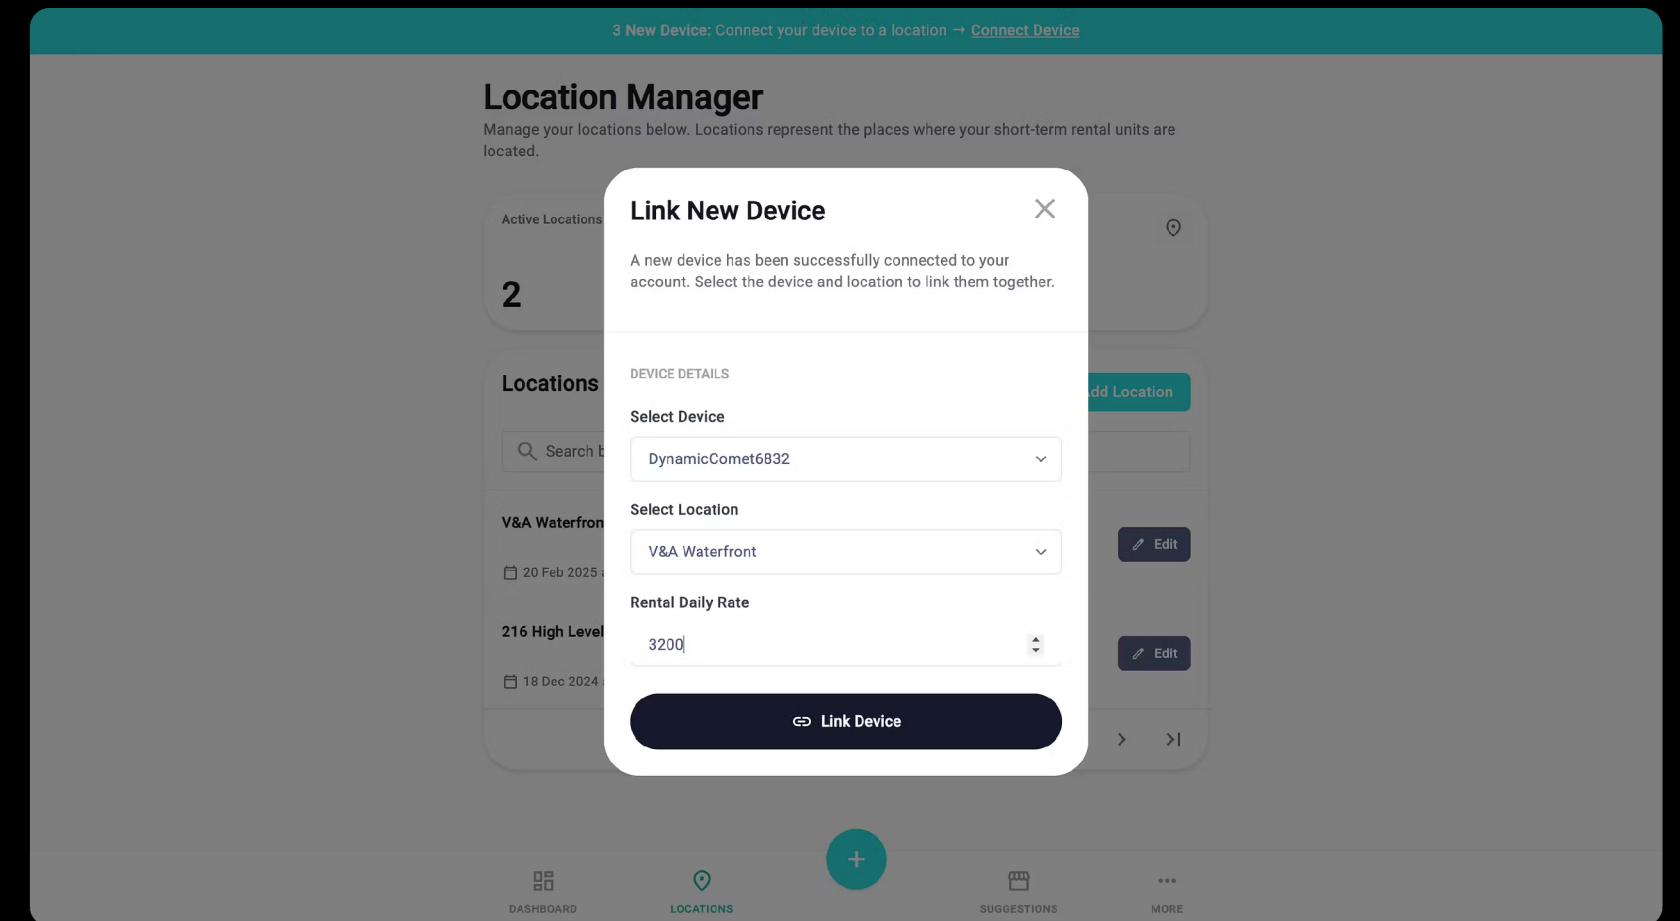 3 New Device: Connect your device to a location → Connect Device
Location Manager
Manage your locations below. Locations represent the places where your short-term rental units are
located.
Active Locations
2
Locations
Add Location
Search
V&A Waterfront
Edit
20 Feb 2025
216 High Level
Edit
18 Dec 2024
Link New Device
A new device has been successfully connected to your
account. Select the device and location to link them together.
DEVICE DETAILS
Select Device
DynamicComet6832
Select Location
V&A Waterfront
Rental Daily Rate
3200
Link Device
DASHBOARD
LOCATIONS
SUGGESTIONS
MORE